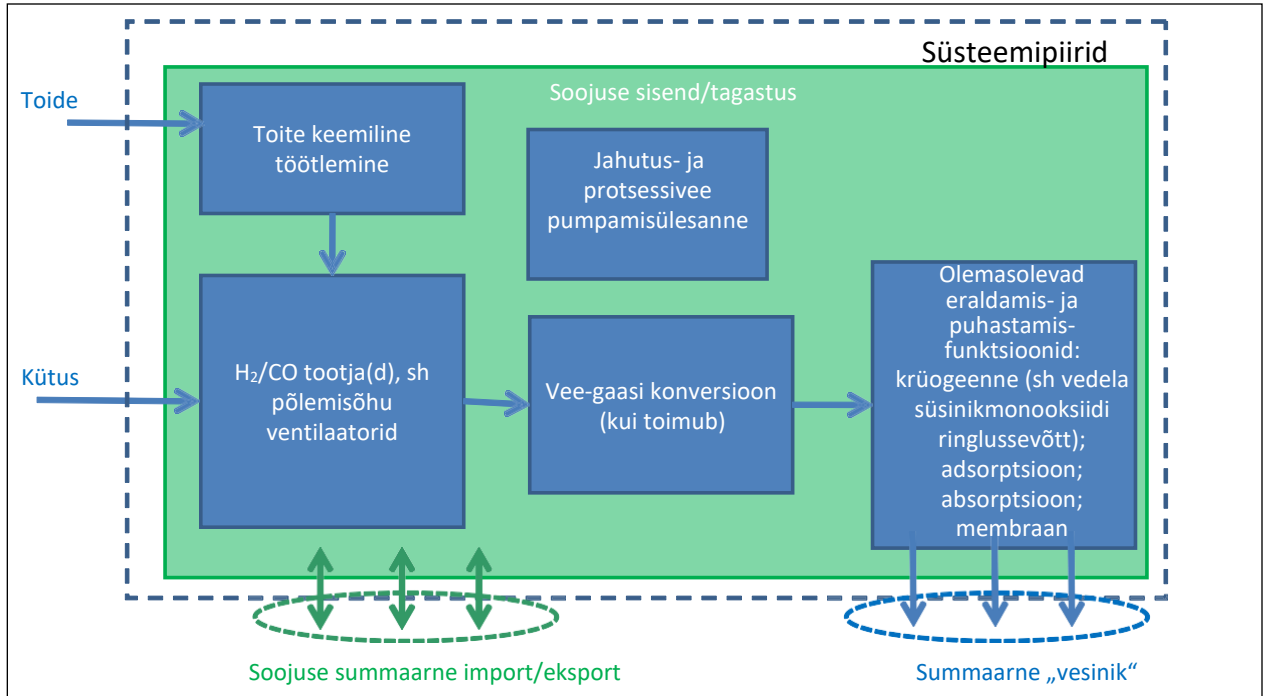 Süsteemipiirid
Toide
Soojuse sisend/tagastus
Toite keemiline
töötlemine
Jahutus- ja
protsessivee
pumpamisülesanne
Kütus
H₂/CO tootja(d), sh
põlemisõhu
ventilaatorid
Vee-gaasi konversioon
(kui toimub)
Olemasolevad
eraldamis- ja
puhastamis-
funktsioonid:
krüogeenne (sh vedela
süsinikmonooksiidi
ringlussevõtt);
adsorptsioon;
absorptsioon;
membraan
Soojuse summaarne import/eksport
Summaarne „vesinik“